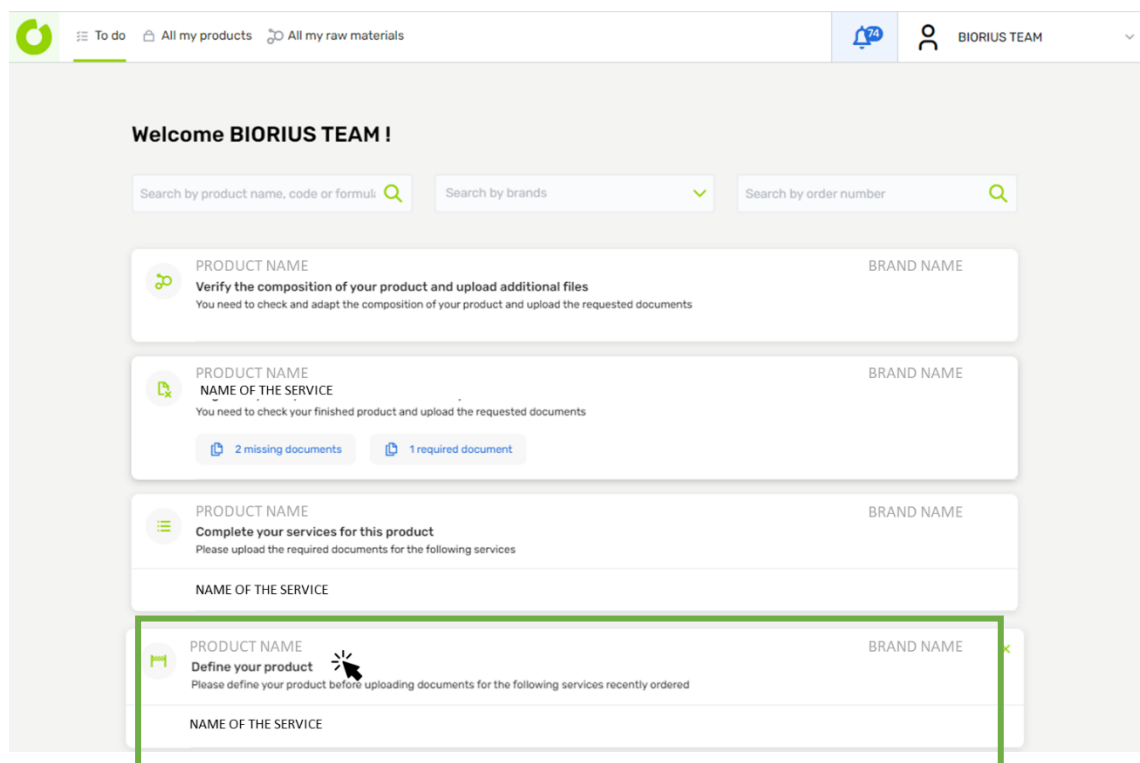 To do All my products All my raw materials 74 BIORIUS TEAM
Welcome BIORIUS TEAM !
Search by product name, code or formul Search by brands Search by order number
PRODUCT NAME BRAND NAME
Verify the composition of your product and upload additional files
You need to check and adapt the composition of your product and upload the requested documents
PRODUCT NAME BRAND NAME
NAME OF THE SERVICE
You need to check your finished product and upload the requested documents
2 missing documents 1 required document
PRODUCT NAME BRAND NAME
Complete your services for this product
Please upload the required documents for the following services
NAME OF THE SERVICE
PRODUCT NAME BRAND NAME
Define your product
Please define your product before uploading documents for the following services recently ordered
NAME OF THE SERVICE